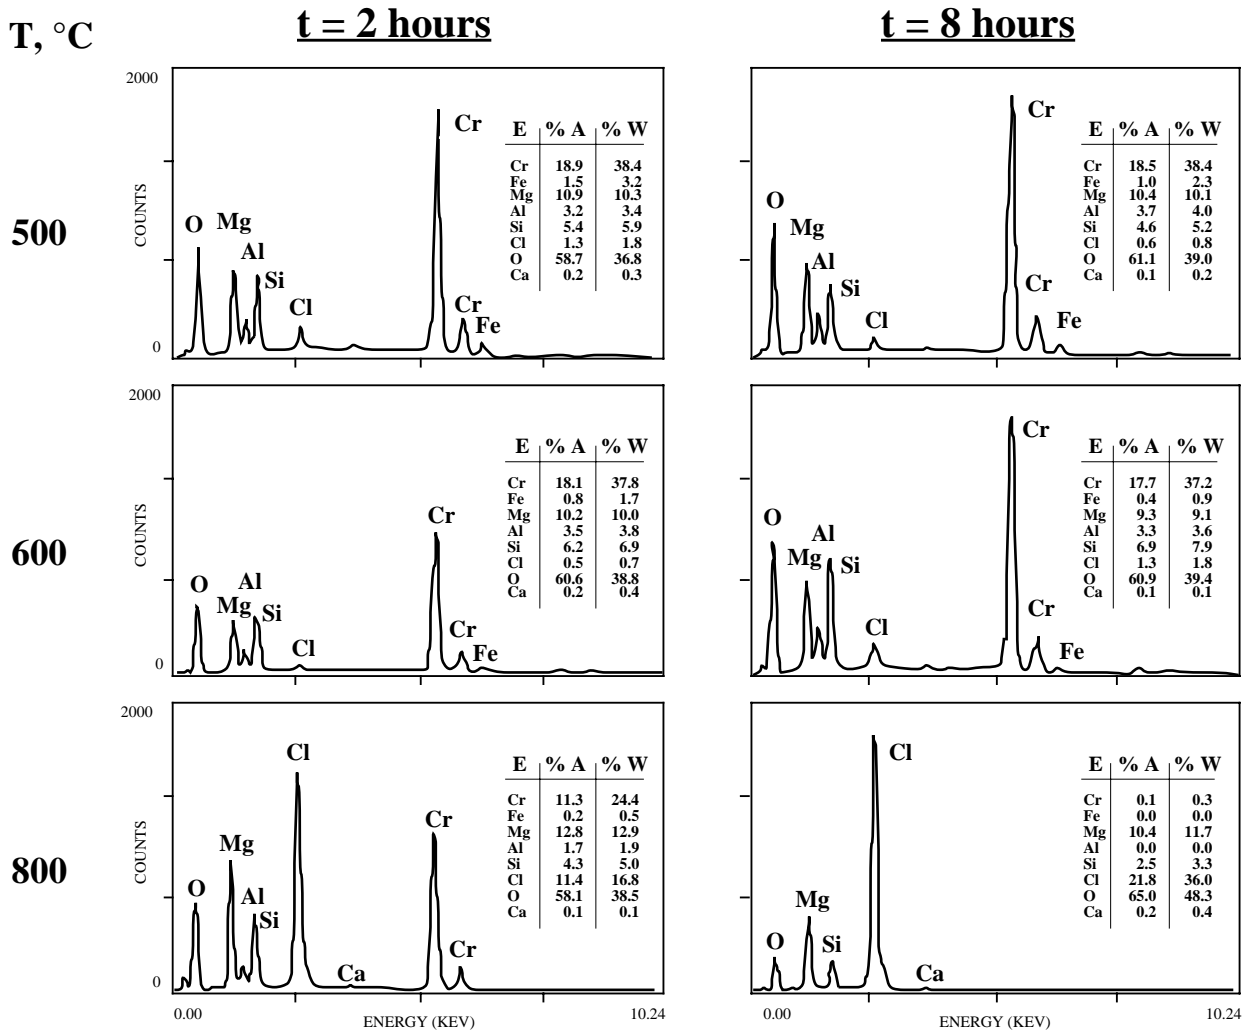 T, °C
t = 2 hours
t = 8 hours
500
2000
COUNTS
0
O
Mg
Al
Si
Cl
Cr
Cr
Fe
E % A % W
Cr 18.9 38.4
Fe 1.5 3.2
Mg 10.9 10.3
Al 3.2 3.4
Si 5.4 5.9
Cl 1.3 1.8
O 58.7 36.8
Ca 0.2 0.3
O
Mg
Al
Si
Cl
Cr
Cr
Fe
E % A % W
Cr 18.5 38.4
Fe 1.0 2.3
Mg 10.4 10.1
Al 3.7 4.0
Si 4.6 5.2
Cl 0.6 0.8
O 61.1 39.0
Ca 0.1 0.2
600
2000
0
O
Mg
Al
Si
Cl
Cr
Cr
Fe
E % A % W
Cr 18.1 37.8
Fe 0.8 1.7
Mg 10.2 10.0
Al 3.5 3.8
Si 6.2 6.9
Cl 0.5 0.7
O 60.6 38.8
Ca 0.2 0.4
O
Mg
Al
Si
Cl
Cr
Cr
Fe
E % A % W
Cr 17.7 37.2
Fe 0.4 0.9
Mg 9.3 9.1
Al 3.3 3.6
Si 6.9 7.9
Cl 1.3 1.8
O 60.9 39.4
Ca 0.1 0.1
800
2000
COUNTS
0
O
Mg
Al
Si
Cl
Ca
Cr
Cr
E % A % W
Cr 11.3 24.4
Fe 0.2 0.5
Mg 12.8 12.9
Al 1.7 1.9
Si 4.3 5.0
Cl 11.4 16.8
O 58.1 38.5
Ca 0.1 0.1
0.00
ENERGY (KEV)
10.24
O
Mg
Si
Cl
Ca
E % A % W
Cr 0.1 0.3
Fe 0.0 0.0
Mg 10.4 11.7
Al 0.0 0.0
Si 2.5 3.3
Cl 21.8 36.0
O 65.0 48.3
Ca 0.2 0.4
0.00
ENERGY (KEV)
10.24